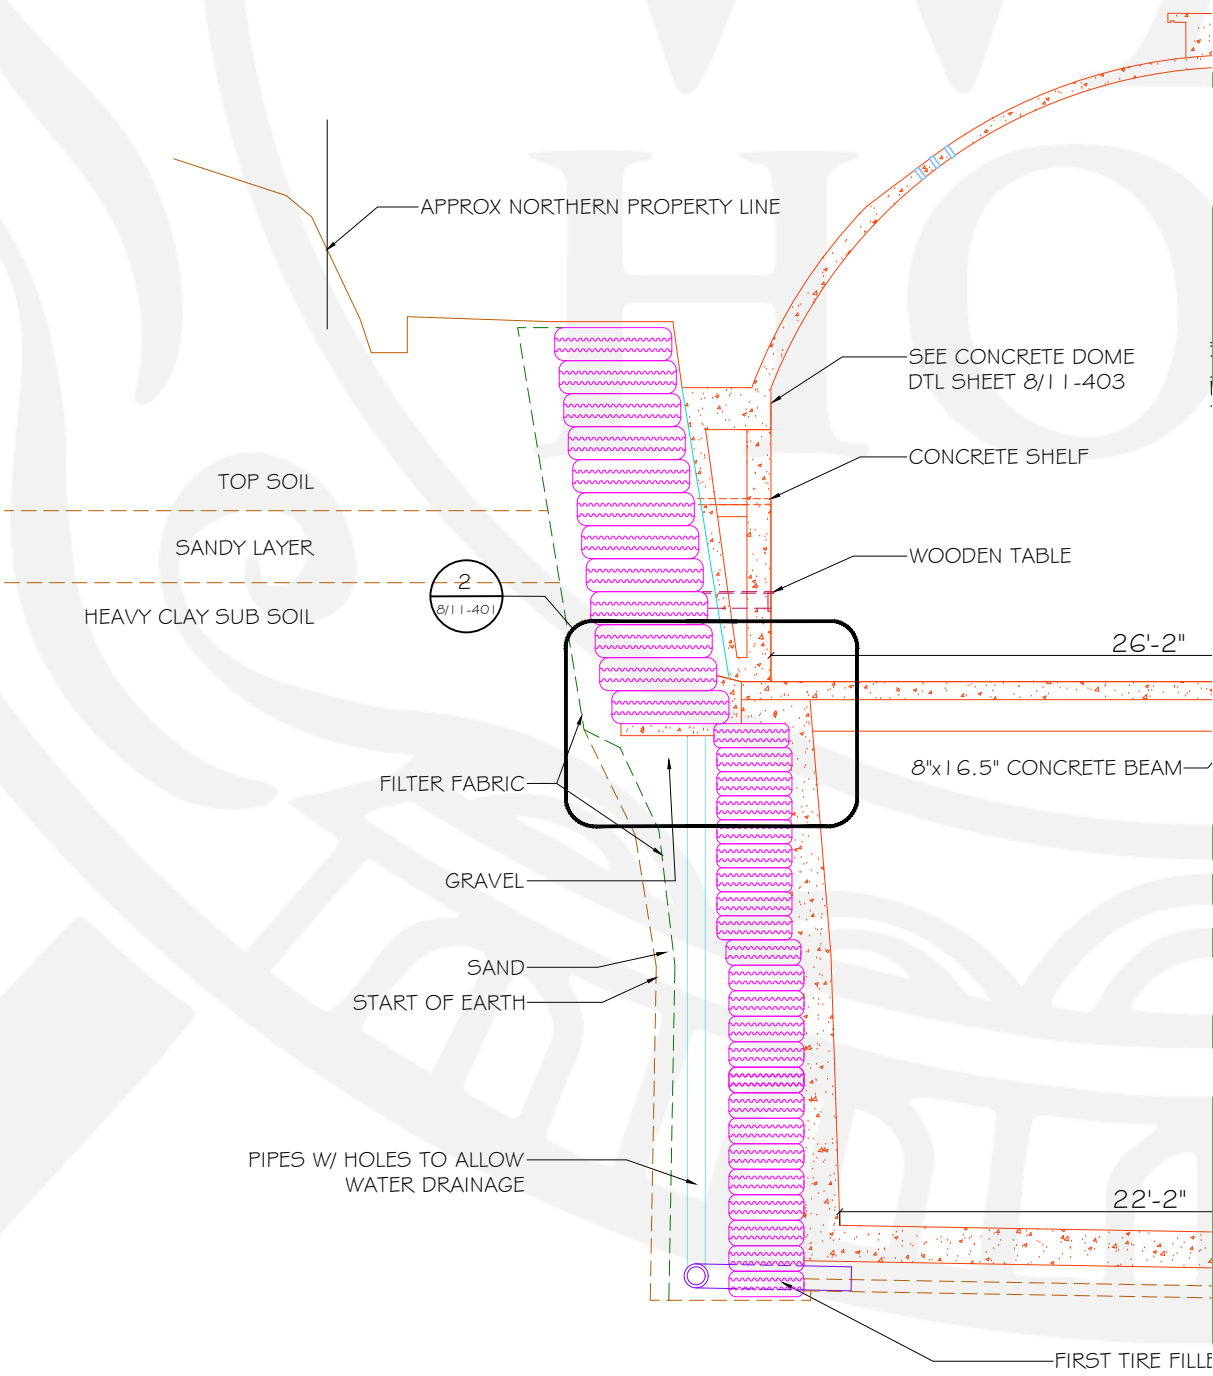 APPROX NORTHERN PROPERTY LINE
SEE CONCRETE DOME
DTL SHEET 8/11-403
CONCRETE SHELF
TOP SOIL
SANDY LAYER
WOODEN TABLE
2
8/11-401
HEAVY CLAY SUB SOIL
26'-2"
8"x16.5" CONCRETE BEAM
FILTER FABRIC
GRAVEL
SAND
START OF EARTH
PIPES W/ HOLES TO ALLOW
WATER DRAINAGE
22'-2"
FIRST TIRE FILLE
HO